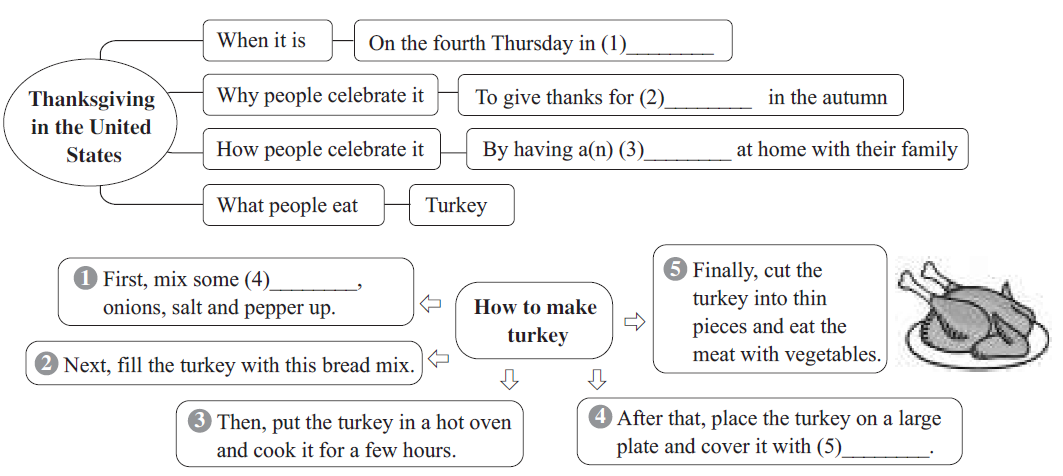 Thanksgiving
in the United
States
When it is
On the fourth Thursday in (1)________
Why people celebrate it
To give thanks for (2)________ in the autumn
How people celebrate it
By having a(n) (3)________ at home with their family
What people eat
Turkey
How to make
turkey
1 First, mix some (4)________,
onions, salt and pepper up.
2 Next, fill the turkey with this bread mix.
3 Then, put the turkey in a hot oven
and cook it for a few hours.
4 After that, place the turkey on a large
plate and cover it with (5)________.
5 Finally, cut the
turkey into thin
pieces and eat the
meat with vegetables.